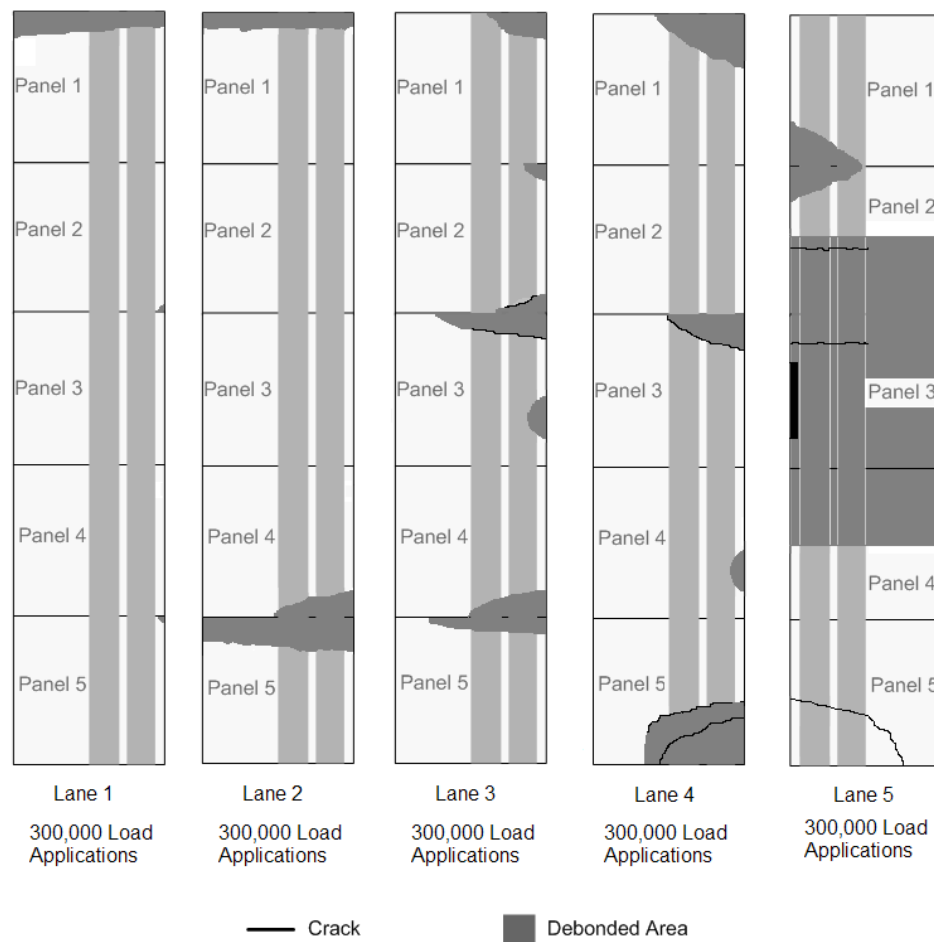 Panel 1
Panel 2
Panel 3
Panel 4
Panel 5
Lane 1
300,000 Load
Applications
Panel 1
Panel 2
Panel 3
Panel 4
Panel 5
Lane 2
300,000 Load
Applications
Panel 1
Panel 2
Panel 3
Panel 4
Panel 5
Lane 3
300,000 Load
Applications
Panel 1
Panel 2
Panel 3
Panel 4
Panel 5
Lane 4
300,000 Load
Applications
Panel 1
Panel 2
Panel 3
Panel 4
Panel 5
Lane 5
300,000 Load
Applications
Crack
Debonded Area